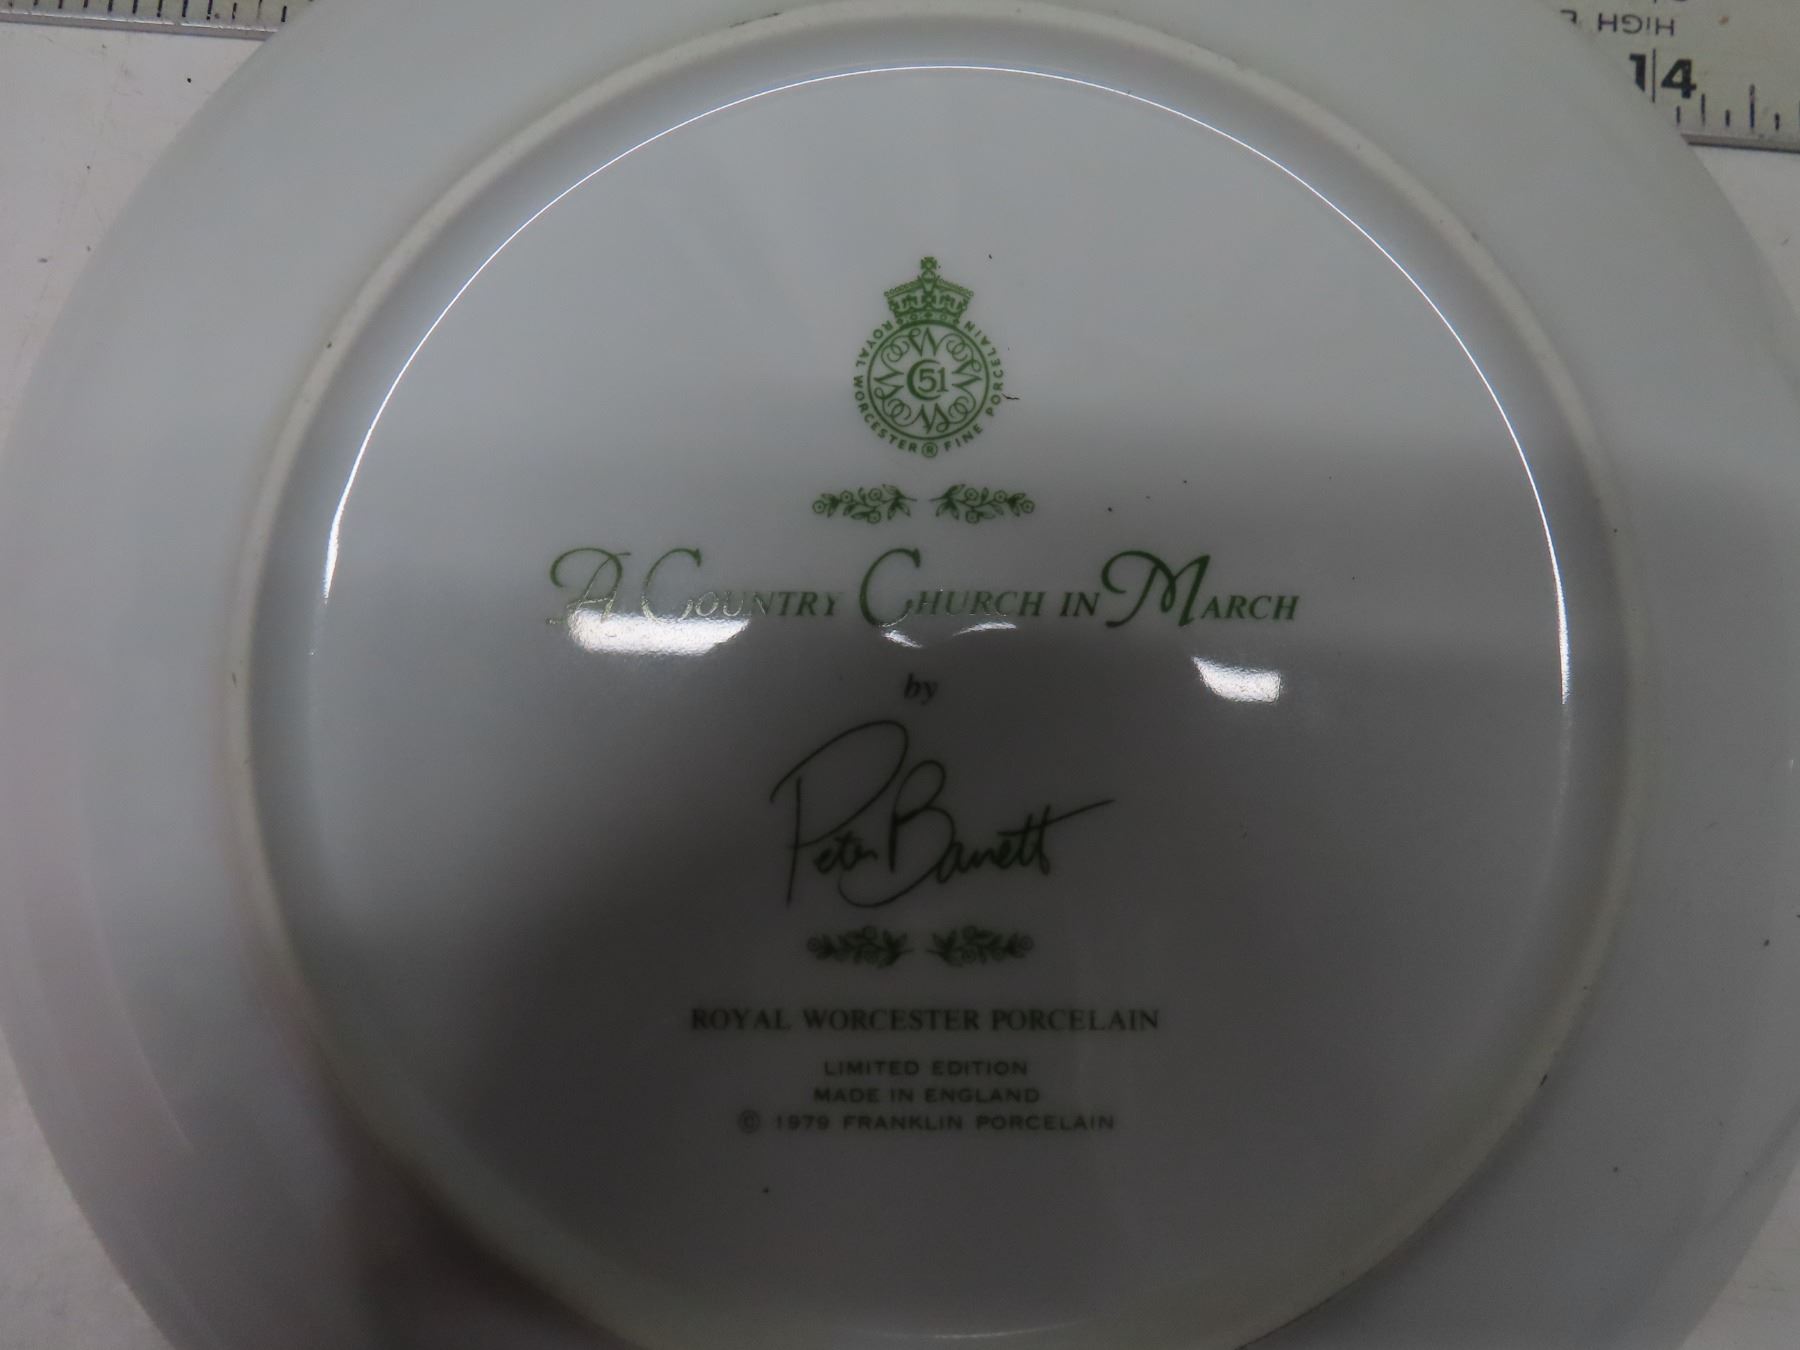 HIGH
14
ROYAL WORCESTER ® FINE PORCELAIN
51
A COUNTRY CHURCH IN MARCH
by
Peter Barrett
ROYAL WORCESTER PORCELAIN
LIMITED EDITION
MADE IN ENGLAND
© 1979 FRANKLIN PORCELAIN